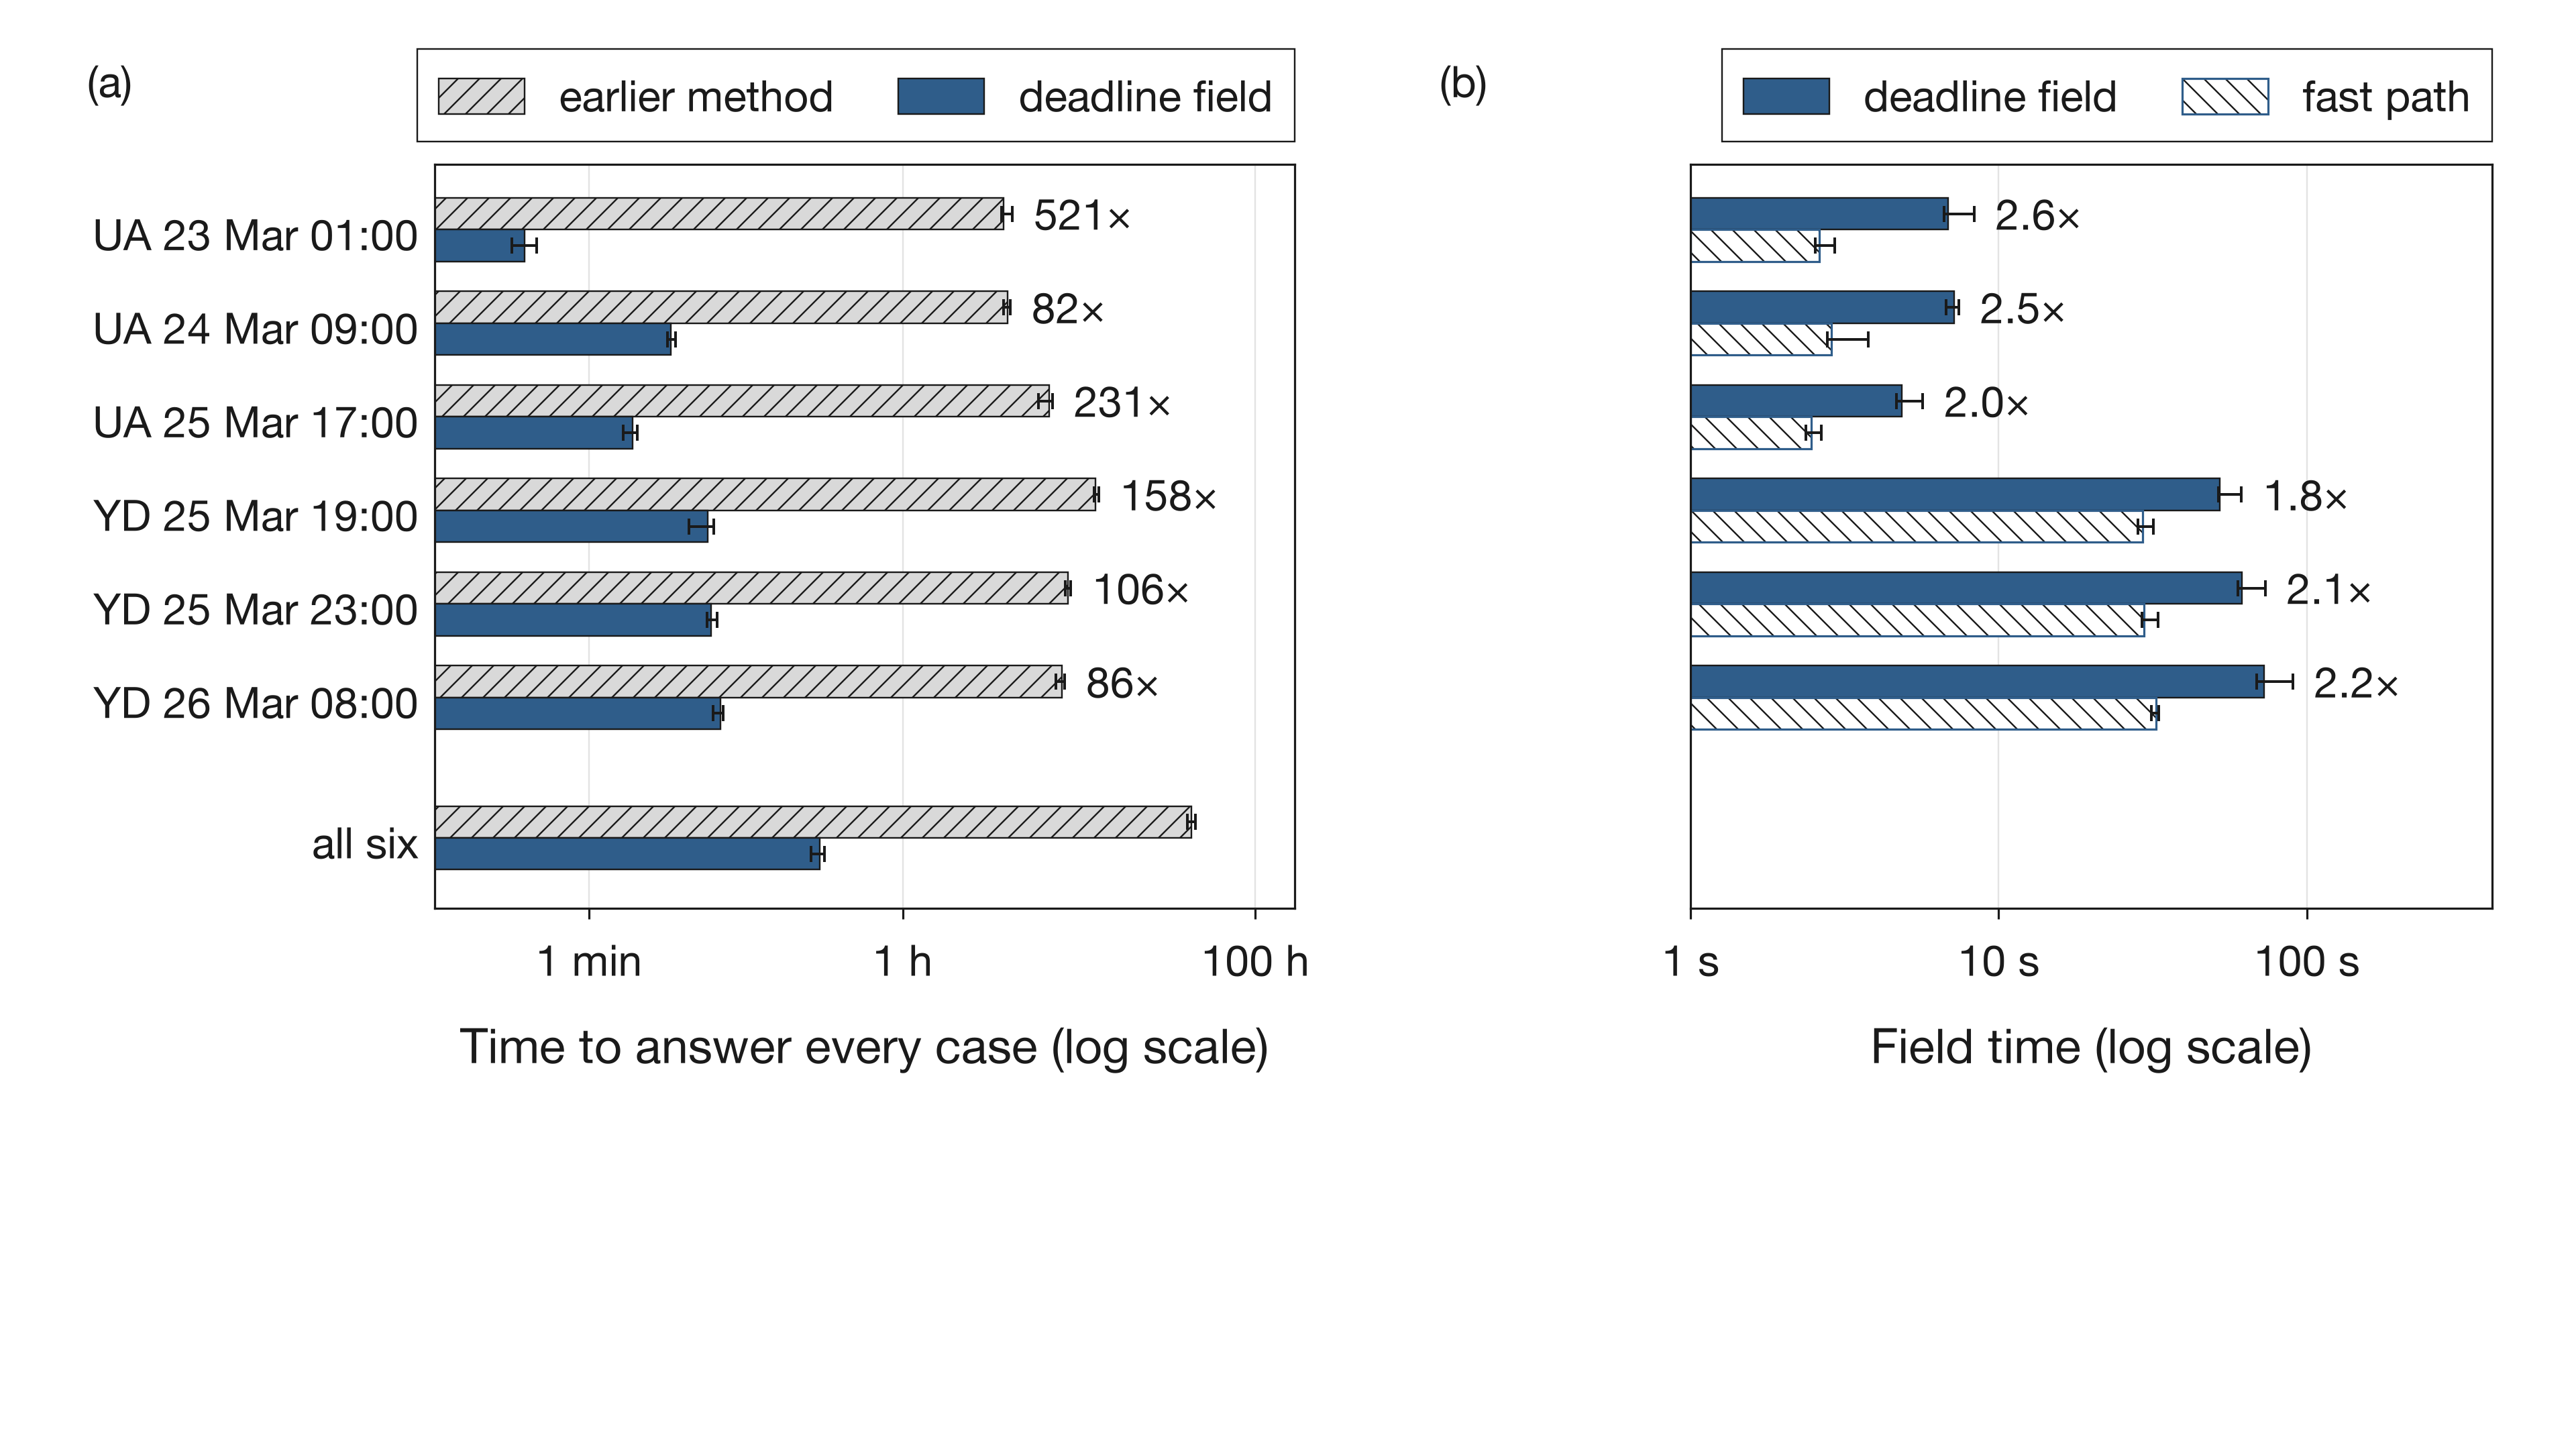 (a)
earlier method
deadline field
UA 23 Mar 01:00
521×
UA 24 Mar 09:00
82×
UA 25 Mar 17:00
231×
YD 25 Mar 19:00
158×
YD 25 Mar 23:00
106×
YD 26 Mar 08:00
86×
all six
1 min
1 h
100 h
Time to answer every case (log scale)
(b)
deadline field
fast path
2.6×
2.5×
2.0×
1.8×
2.1×
2.2×
1 s
10 s
100 s
Field time (log scale)